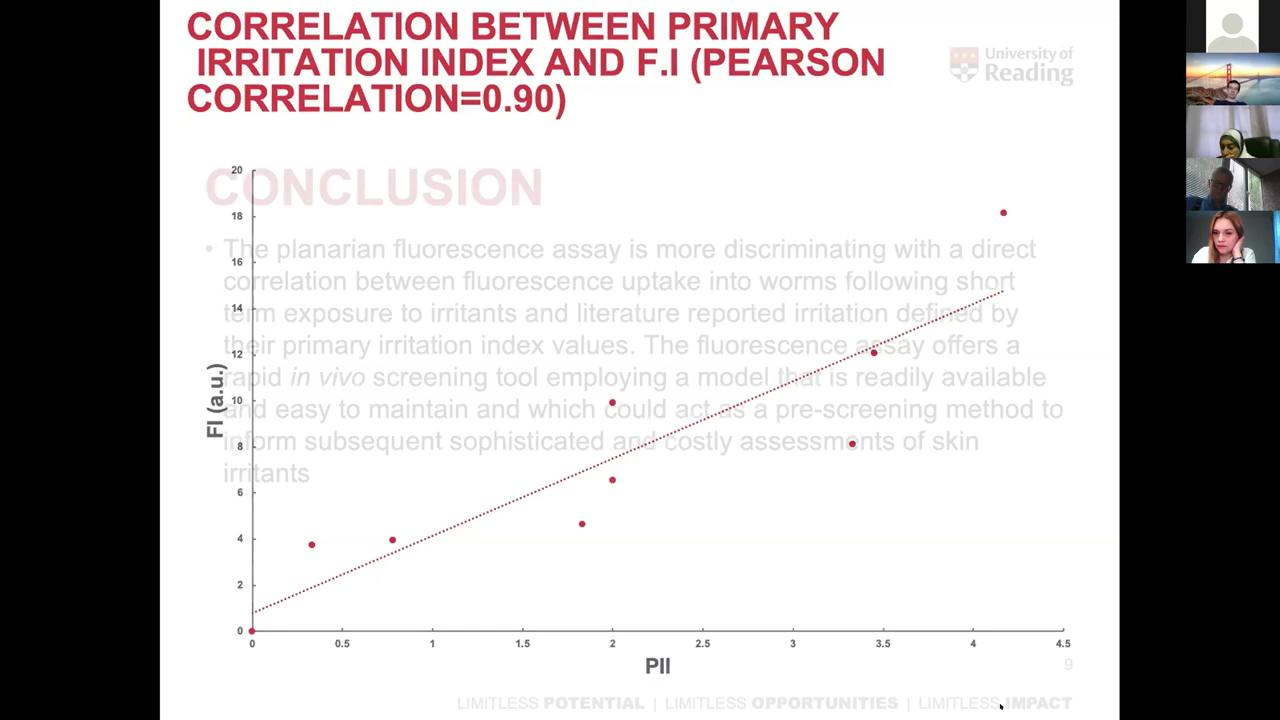 CORRELATION BETWEEN PRIMARY
IRRITATION INDEX AND F.I (PEARSON
CORRELATION=0.90)
University of
Reading
CONCLUSION
• The planarian fluorescence assay is more discriminating with a direct
correlation between fluorescence uptake into worms following short
term exposure to irritants and literature reported irritation defined by
their primary irritation index values. The fluorescence assay offers a
rapid in vivo screening tool employing a model that is readily available
and easy to maintain and which could act as a pre-screening method to
inform subsequent sophisticated and costly assessments of skin
irritants
20
18
16
14
12
10
8
6
4
2
0
FI (a.u.)
0 0.5 1 1.5 2 2.5 3 3.5 4 4.5
PII
9
LIMITLESS POTENTIAL | LIMITLESS OPPORTUNITIES | LIMITLESS IMPACT